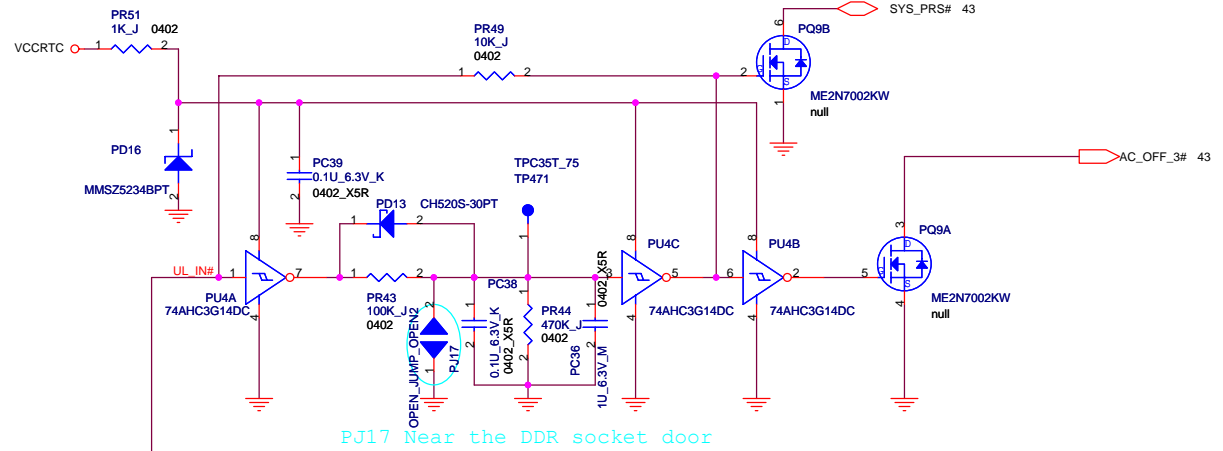 PR51
1K_J 0402
VCCRTC
1
2
PR49
10K_J
0402
1
2
SYS_PRS# 43
PQ9B
6
D
2
G
S
1
ME2N7002KW
null
AC_OFF_3# 43
1
PD16
MMSZ5234BPT
2
1
PC39
0.1U_6.3V_K
2
0402_X5R
TPC35T_75
TP471
1
PD13
CH520S-30PT
1
2
UL_IN#
1
8
7
PU4A
74AHC3G14DC
4
1
2
PR43
100K_J
0402
OPEN_JUMP_OPEN2
2
1
PJ17
PC38
1
2
0.1U_6.3V_K
0402_X5R
1
PR44
470K_J
0402
2
1
2
PC36
1U_6.3V_M
0402_X5R
3
8
PU4C
5
74AHC3G14DC
4
6
8
PU4B
2
74AHC3G14DC
4
3
PQ9A
D
5
G
S
4
ME2N7002KW
null
PJ17 Near the DDR socket door